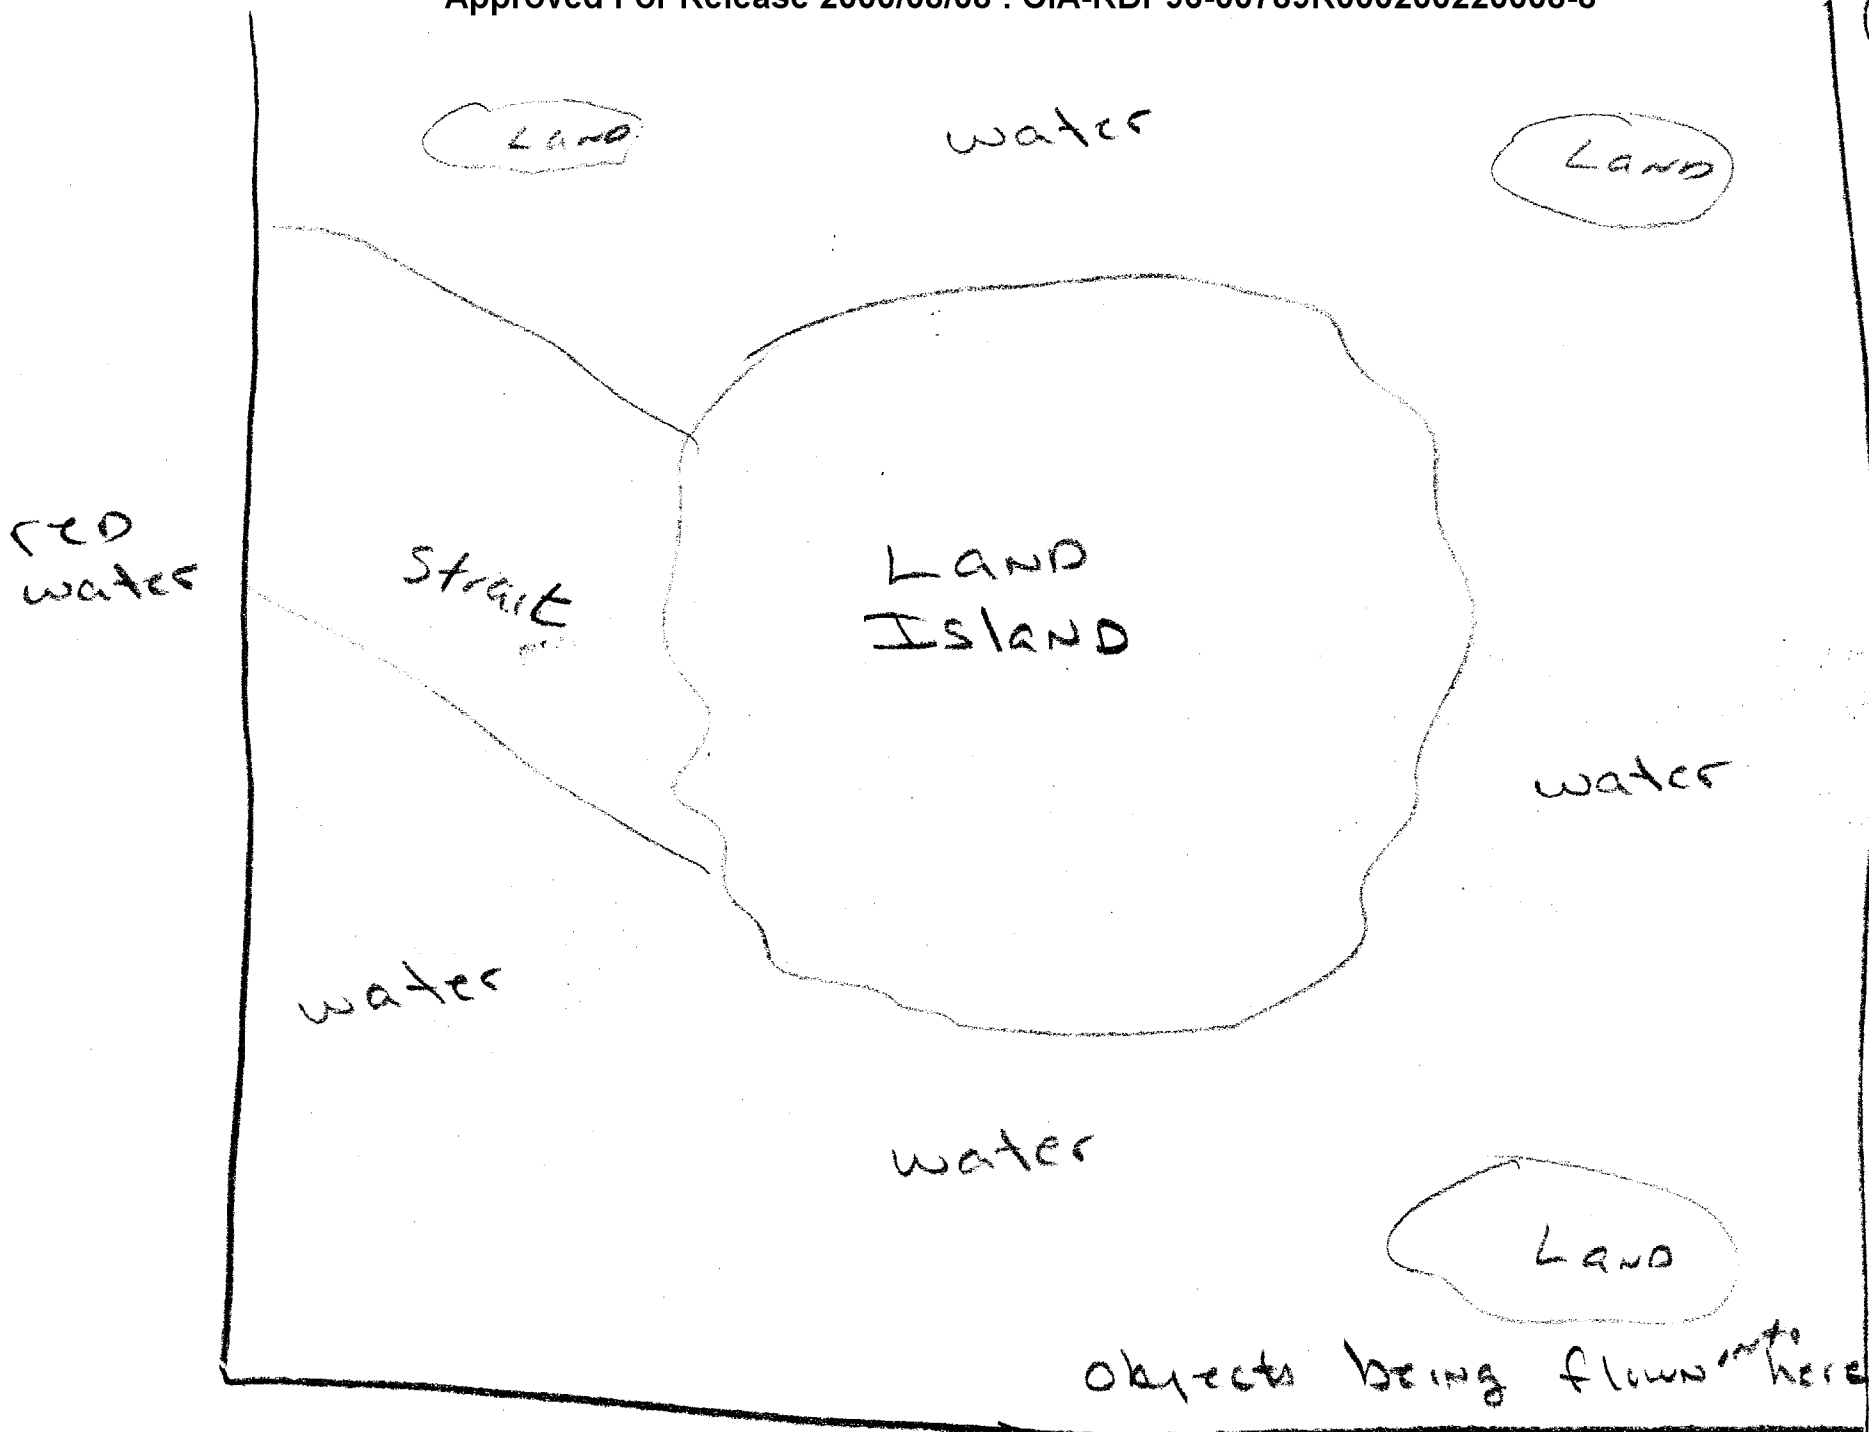 Approved For Release 2000/08/08 : CIA-RDP96-00789R000200220008-8
Land
water
Land
red
water
Strait
Land
Island
water
water
water
Land
Objects being flown into here